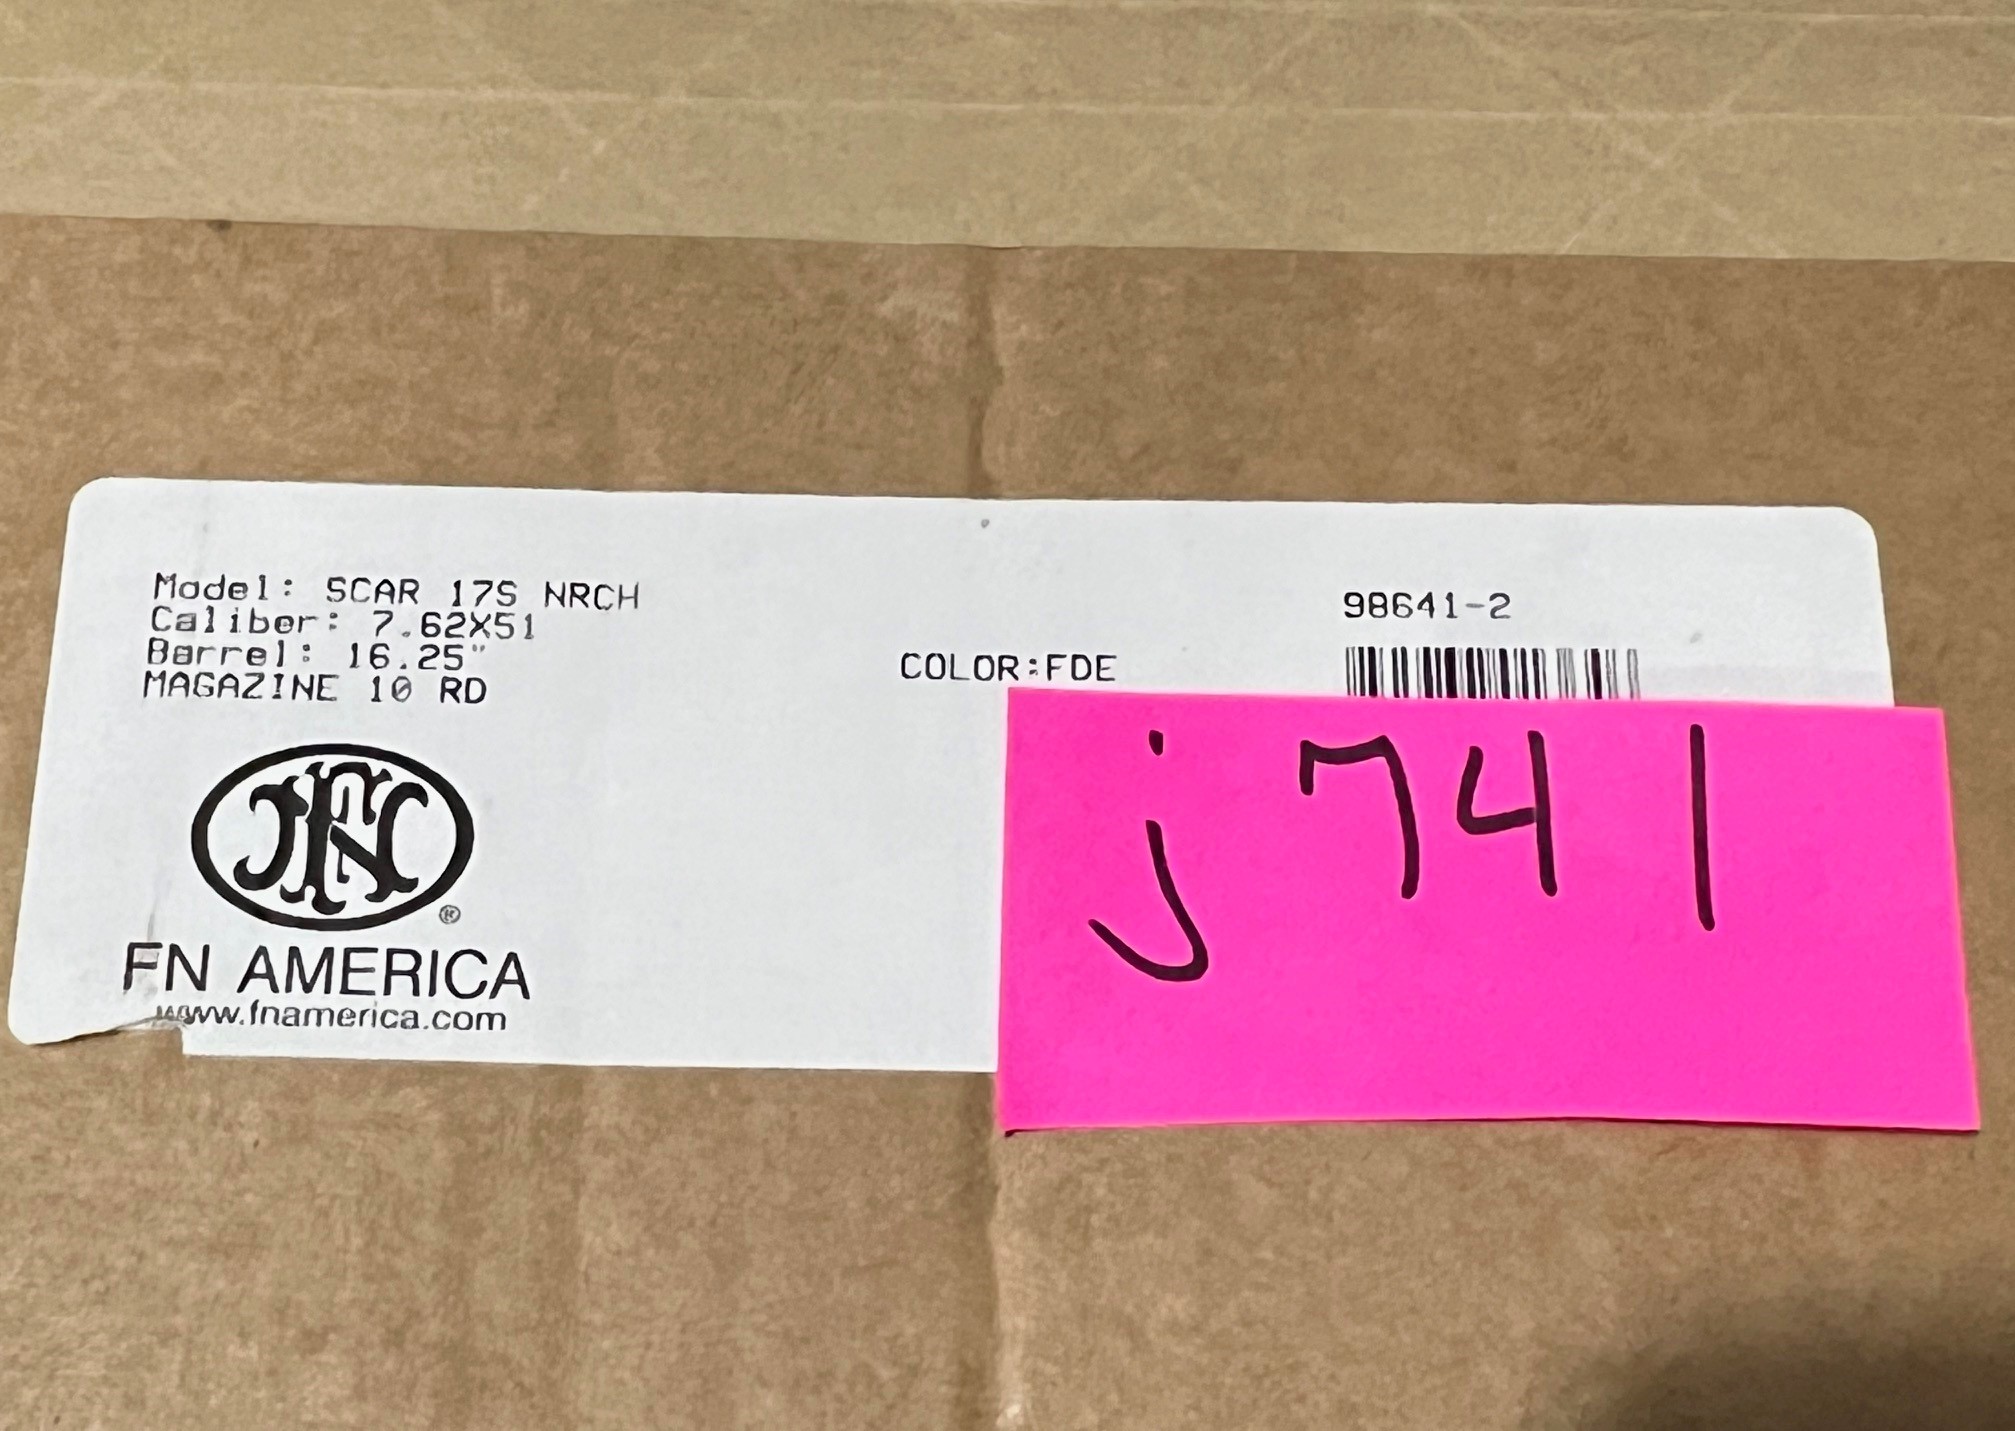 Model: SCAR 17S NRCH
Caliber: 7.62X51
Barrel: 16.25"
MAGAZINE 10 RD
COLOR:FDE
98641-2
FN
®
FN AMERICA
www.fnamerica.com
j741